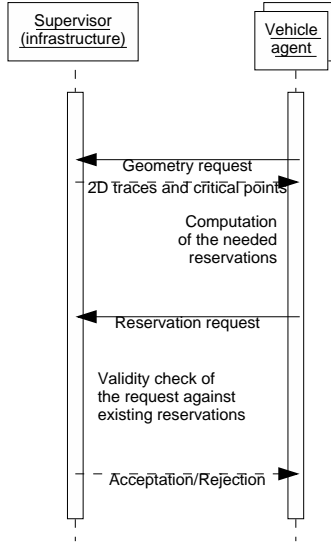 Supervisor
(infrastructure)
Vehicle
agent
Geometry request
2D traces and critical points
Computation
of the needed
reservations
Reservation request
Validity check of
the request against
existing reservations
Acceptation/Rejection